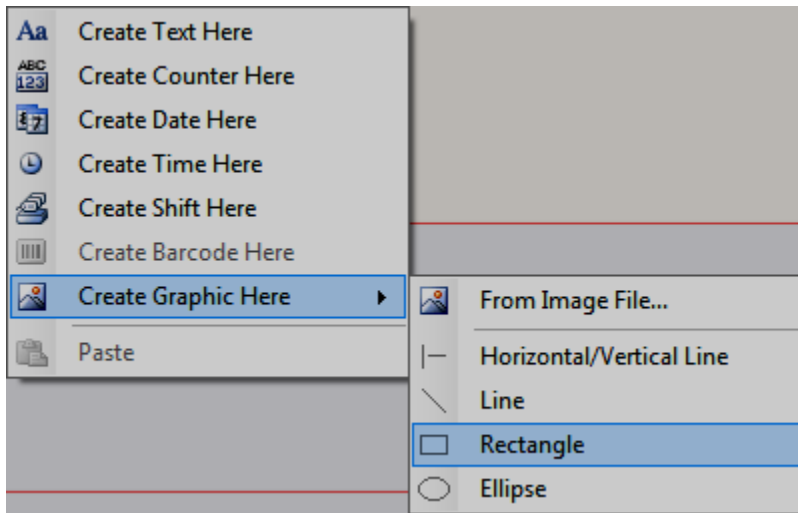 Aa Create Text Here
ABC
123 Create Counter Here
Create Date Here
Create Time Here
Create Shift Here
Create Barcode Here
Create Graphic Here
Paste
From Image File...
Horizontal/Vertical Line
Line
Rectangle
Ellipse